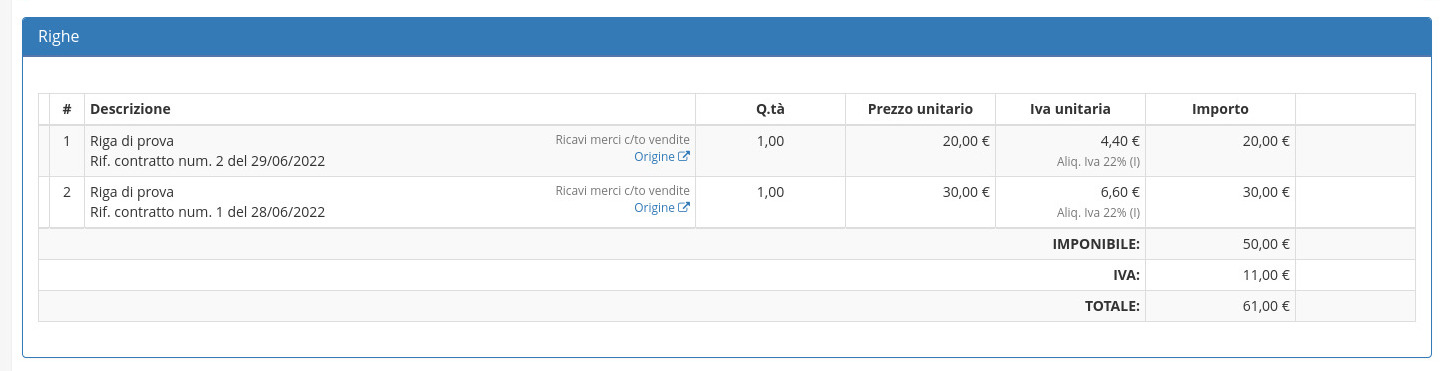 Righe
# Descrizione Q.tà Prezzo unitario Iva unitaria Importo
1 Riga di prova Ricavi merci c/to vendite 1,00 20,00 € 4,40 € 20,00 €
Rif. contratto num. 2 del 29/06/2022 Origine Aliq. Iva 22% (I)
2 Riga di prova Ricavi merci c/to vendite 1,00 30,00 € 6,60 € 30,00 €
Rif. contratto num. 1 del 28/06/2022 Origine Aliq. Iva 22% (I)
IMPONIBILE: 50,00 €
IVA: 11,00 €
TOTALE: 61,00 €